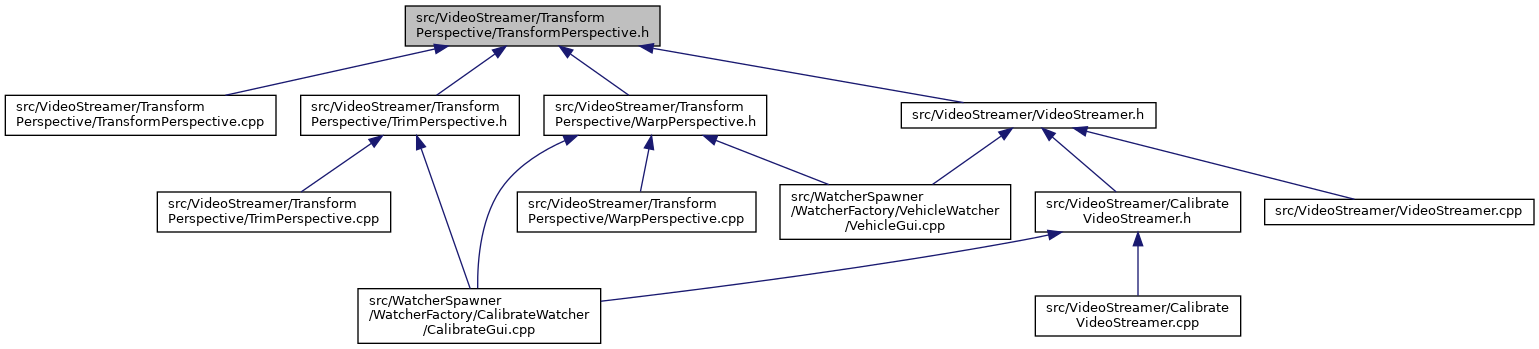 src/VideoStreamer/Transform
Perspective/TransformPerspective.h
src/VideoStreamer/Transform
Perspective/TransformPerspective.cpp
src/VideoStreamer/Transform
Perspective/TrimPerspective.h
src/VideoStreamer/Transform
Perspective/WarpPerspective.h
src/VideoStreamer/VideoStreamer.h
src/VideoStreamer/Transform
Perspective/TrimPerspective.cpp
src/VideoStreamer/Transform
Perspective/WarpPerspective.cpp
src/WatcherSpawner
/WatcherFactory/VehicleWatcher
/VehicleGui.cpp
src/VideoStreamer/Calibrate
VideoStreamer.h
src/VideoStreamer/VideoStreamer.cpp
src/WatcherSpawner
/WatcherFactory/CalibrateWatcher
/CalibrateGui.cpp
src/VideoStreamer/Calibrate
VideoStreamer.cpp